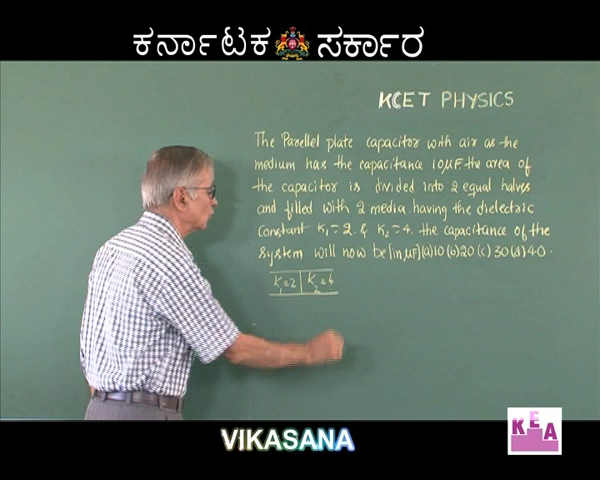 ಕರ್ನಾಟಕ ಸರ್ಕಾರ
KCET PHYSICS
The Parellel plate capacitor with air as the
medium has the capacitance 10μF. the area of
the capacitor is divided into 2 equal halves
and filled with 2 media having the dielectric
constant K₁=2. & K₂=4. the capacitance of the
system will now be [in μF] (a) 10 (b) 20 (c) 30 (d) 40.
K₁=2 K₂=4
VIKASANA
KEA